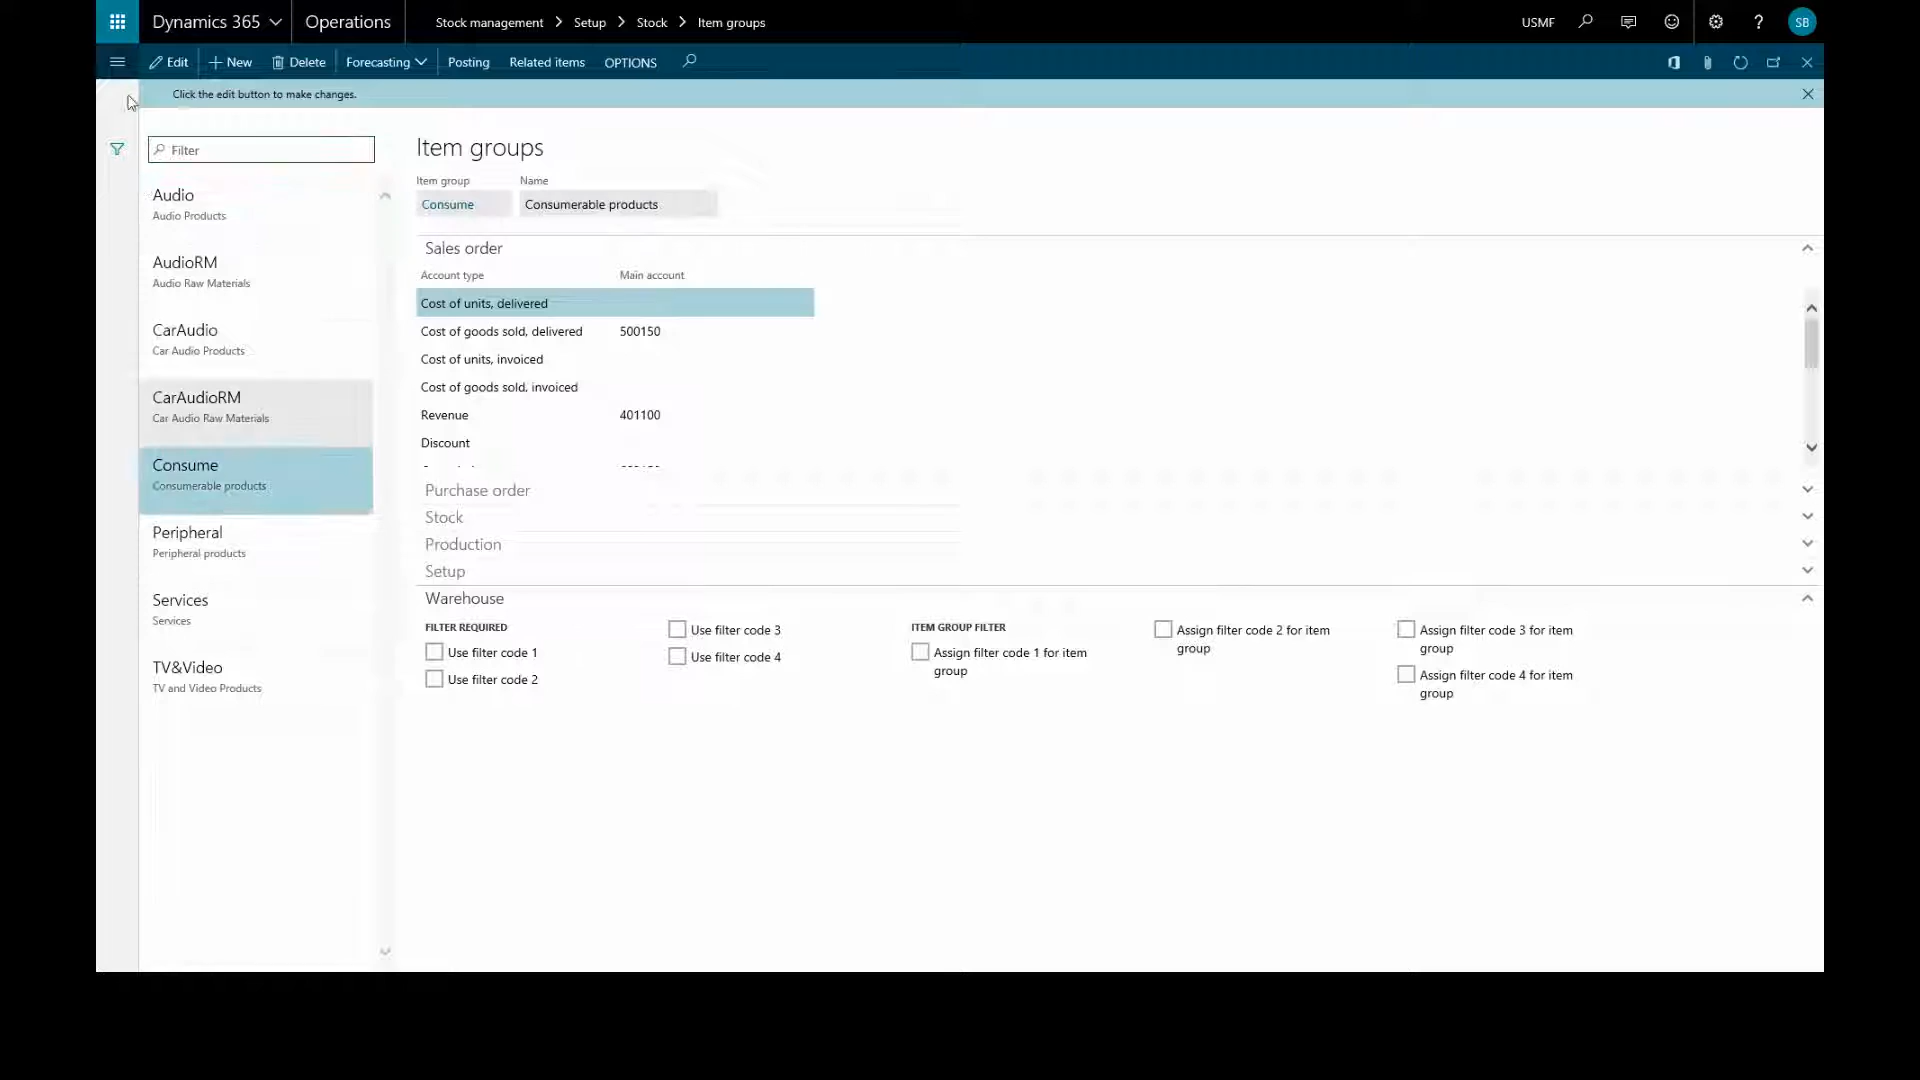 Dynamics 365 Operations Stock management Setup Stock Item groups USMF ? SB
Edit New Delete Forecasting Posting Related items OPTIONS
Click the edit button to make changes.
Filter
Audio
Audio Products
AudioRM
Audio Raw Materials
CarAudio
Car Audio Products
CarAudioRM
Car Audio Raw Materials
Consume
Consumerable products
Peripheral
Peripheral products
Services
Services
TV&Video
TV and Video Products
Item groups
Item group Name
Consume Consumerable products
Sales order
Account type Main account
Cost of units, delivered
Cost of goods sold, delivered 500150
Cost of units, invoiced
Cost of goods sold, invoiced
Revenue 401100
Discount
Purchase order
Stock
Production
Setup
Warehouse
FILTER REQUIRED
Use filter code 1
Use filter code 2
Use filter code 3
Use filter code 4
ITEM GROUP FILTER
Assign filter code 1 for item
group
Assign filter code 2 for item
group
Assign filter code 3 for item
group
Assign filter code 4 for item
group